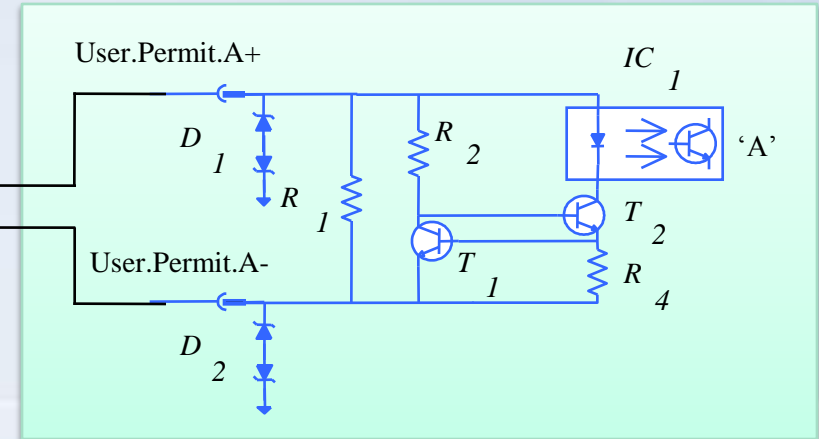 User.Permit.A+
IC 1
D 1
R 2
‘A’
R 1
T 2
User.Permit.A-
T 1
R 4
D 2